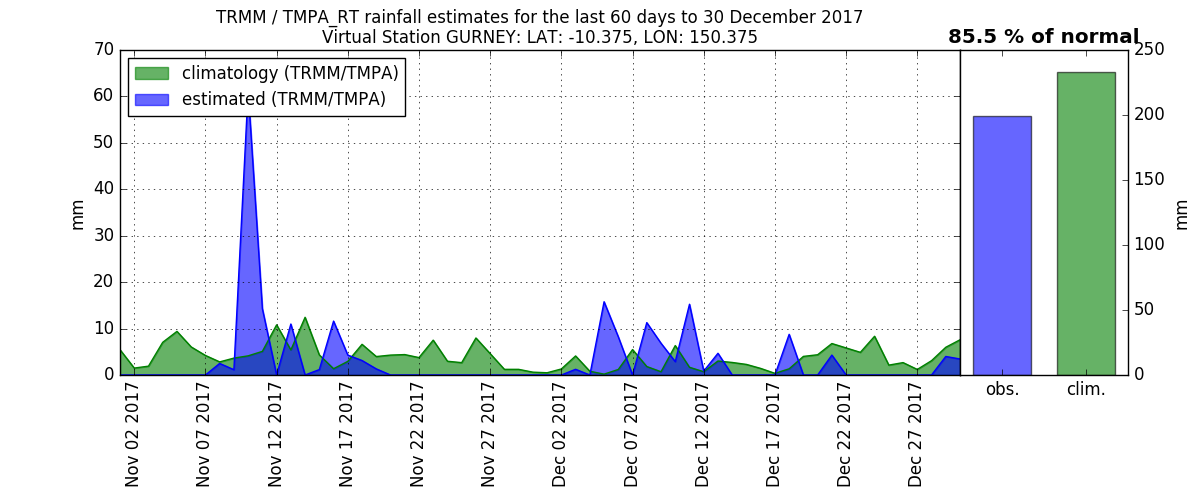 TRMM / TMPA_RT rainfall estimates for the last 60 days to 30 December 2017
Virtual Station GURNEY: LAT: -10.375, LON: 150.375
85.5 % of normal
climatology (TRMM/TMPA)
estimated (TRMM/TMPA)
70
60
50
40
30
20
10
0
mm
Nov 02 2017
Nov 07 2017
Nov 12 2017
Nov 17 2017
Nov 22 2017
Nov 27 2017
Dec 02 2017
Dec 07 2017
Dec 12 2017
Dec 17 2017
Dec 22 2017
Dec 27 2017
obs.
clim.
250
200
150
100
50
0
mm